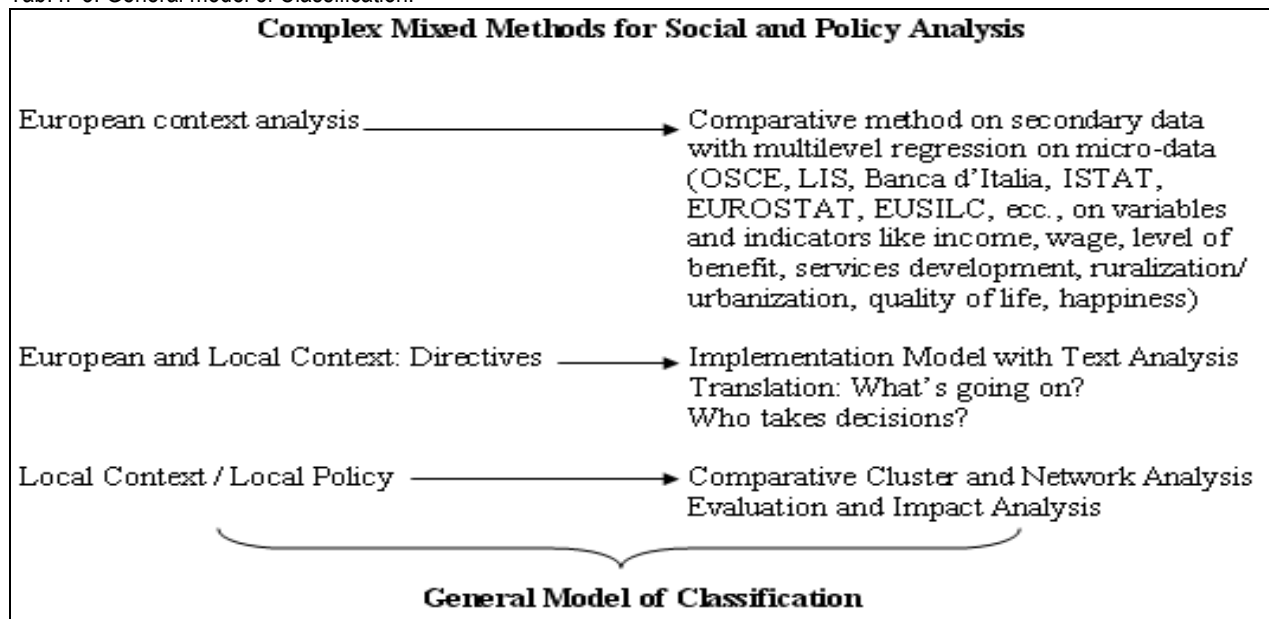 Complex Mixed Methods for Social and Policy Analysis
European context analysis
Comparative method on secondary data
with multilevel regression on micro-data
(OSCE, LIS, Banca d'Italia, ISTAT,
EUROSTAT, EUSILC, ecc., on variables
and indicators like income, wage, level of
benefit, services development, ruralization/
urbanization, quality of life, happiness)
European and Local Context: Directives
Implementation Model with Text Analysis
Translation: What's going on?
Who takes decisions?
Local Context / Local Policy
Comparative Cluster and Network Analysis
Evaluation and Impact Analysis
General Model of Classification